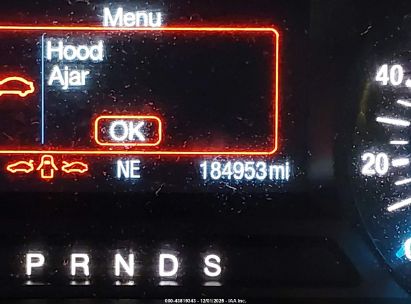 Menu
Hood
Ajar
OK
40
NE 184953mi
20
P R N D S